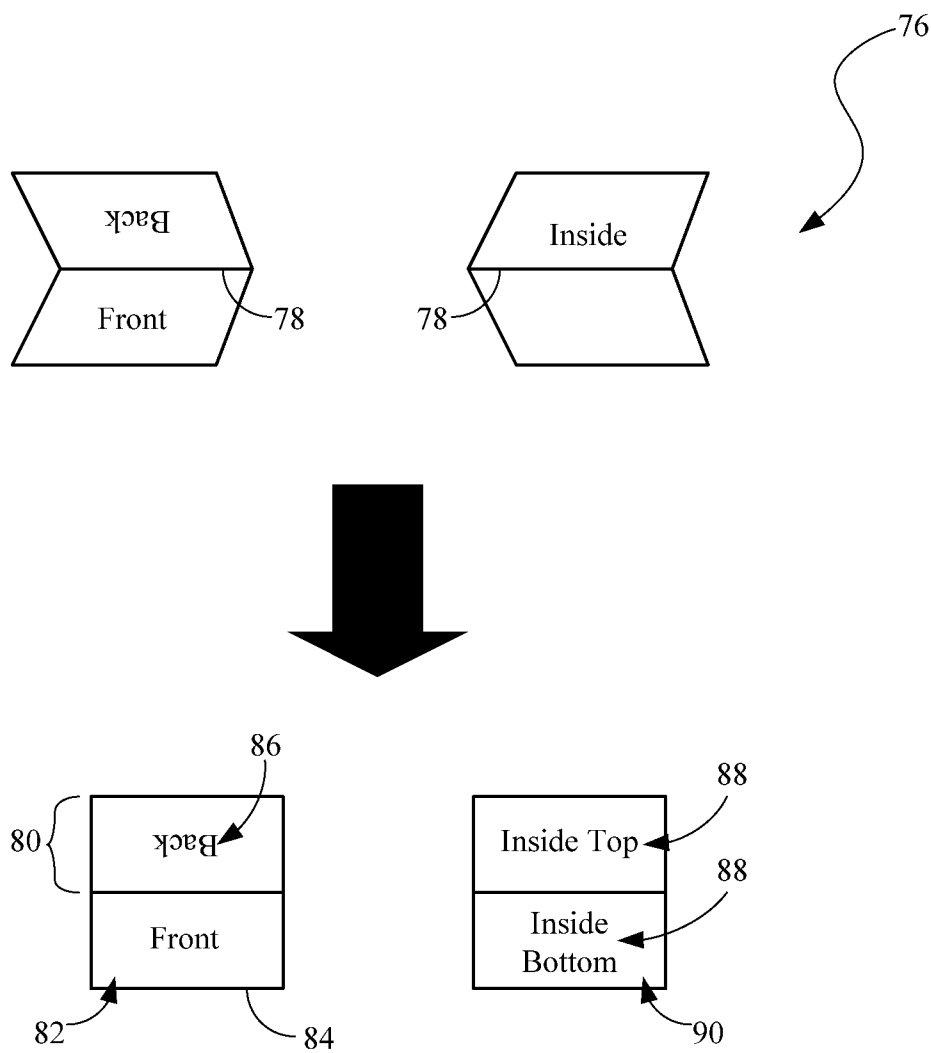 76
Back
Inside
Front
78
78
86
88
80
Back
Inside Top
88
Front
Inside
Bottom
82
84
90